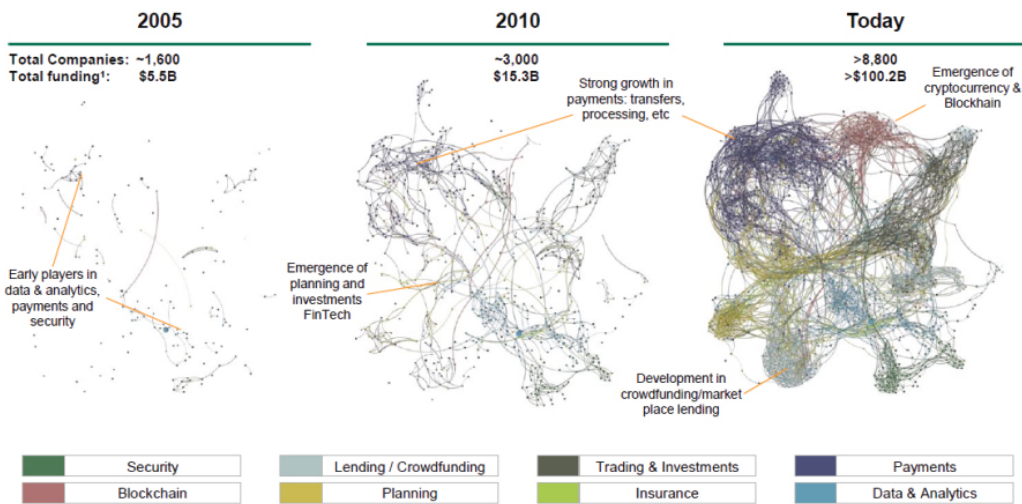 2005
2010
Today
Total Companies: ~1,600
~3,000
>8,800
Total funding¹: $5.5B
$15.3B
>$100.2B
Strong growth in
payments: transfers,
processing, etc
Emergence of
cryptocurrency &
Blockhain
Early players in
data & analytics,
payments and
security
Emergence of
planning and
investments
FinTech
Development in
crowdfunding/market
place lending
Security
Lending / Crowdfunding
Trading & Investments
Payments
Blockchain
Planning
Insurance
Data & Analytics